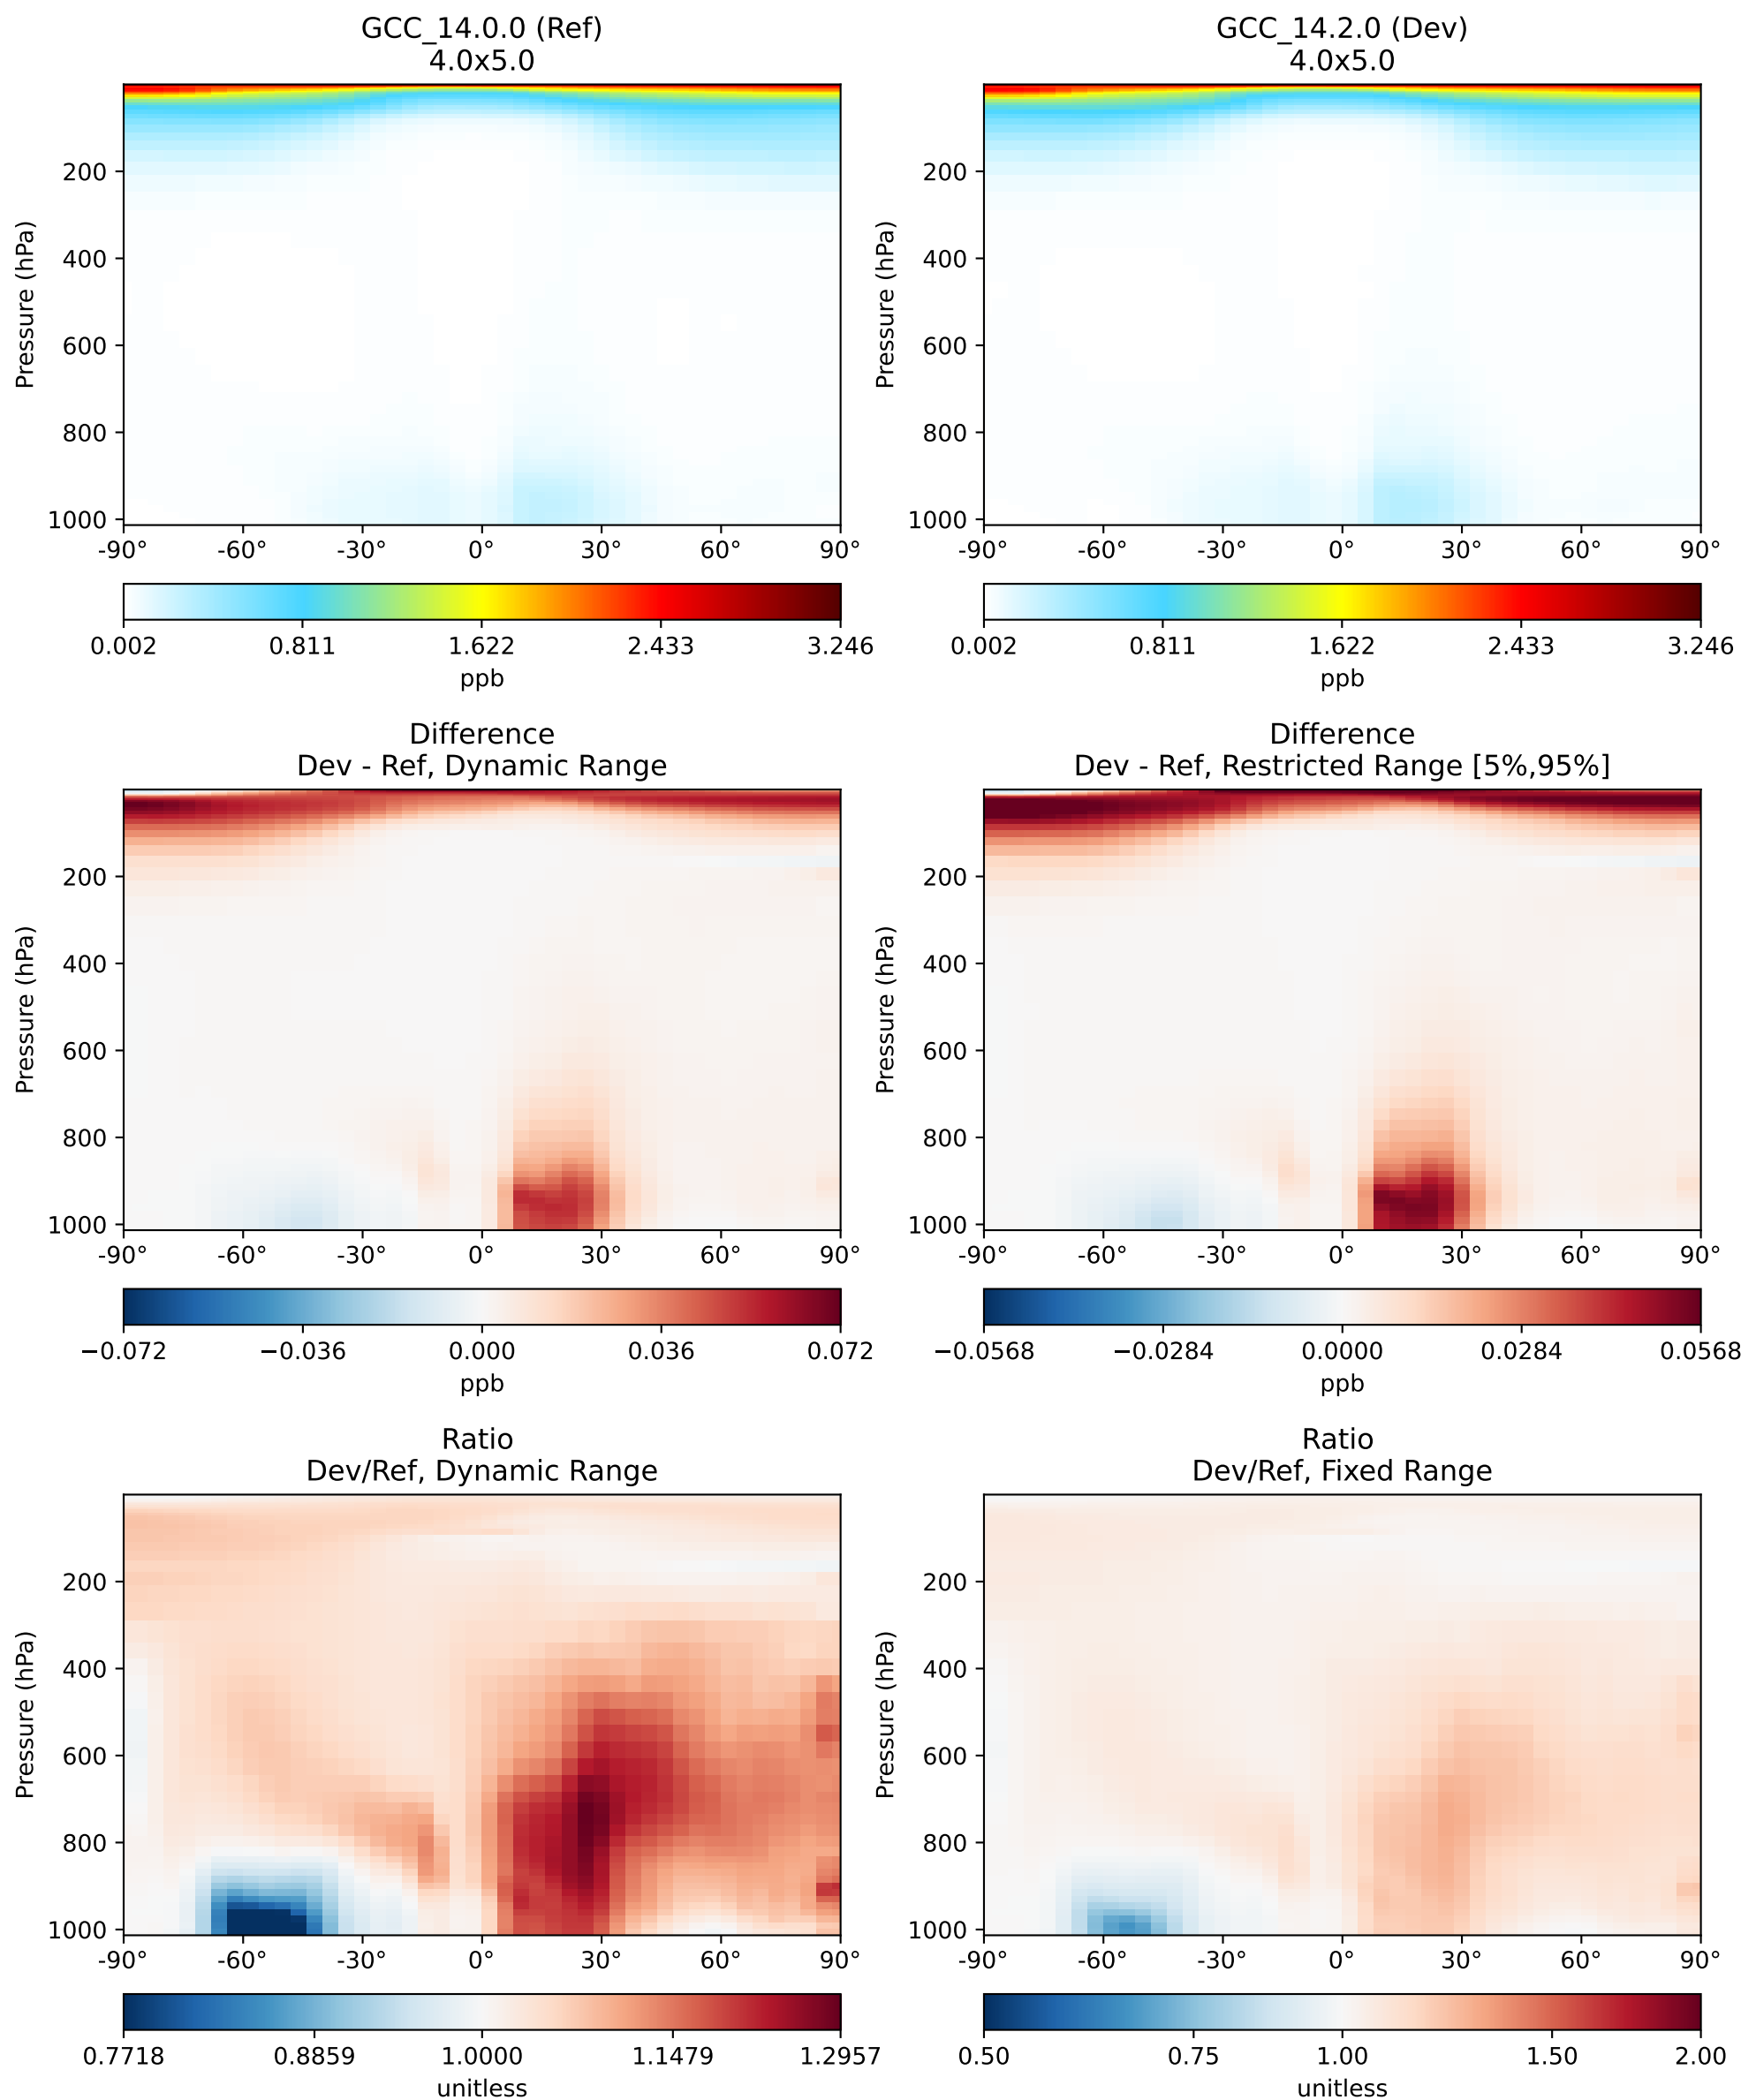 GCC_14.0.0 (Ref)
4.0x5.0
Pressure (hPa)
200
400
600
800
1000
-90° -60° -30° 0° 30° 60° 90°
0.002 0.811 1.622 2.433 3.246
ppb
GCC_14.2.0 (Dev)
4.0x5.0
Pressure (hPa)
200
400
600
800
1000
-90° -60° -30° 0° 30° 60° 90°
0.002 0.811 1.622 2.433 3.246
ppb
Difference
Dev - Ref, Dynamic Range
Pressure (hPa)
200
400
600
800
1000
-90° -60° -30° 0° 30° 60° 90°
−0.072 −0.036 0.000 0.036 0.072
ppb
Difference
Dev - Ref, Restricted Range [5%,95%]
Pressure (hPa)
200
400
600
800
1000
-90° -60° -30° 0° 30° 60° 90°
−0.0568 −0.0284 0.0000 0.0284 0.0568
ppb
Ratio
Dev/Ref, Dynamic Range
Pressure (hPa)
200
400
600
800
1000
-90° -60° -30° 0° 30° 60° 90°
0.7718 0.8859 1.0000 1.1479 1.2957
unitless
Ratio
Dev/Ref, Fixed Range
Pressure (hPa)
200
400
600
800
1000
-90° -60° -30° 0° 30° 60° 90°
0.50 0.75 1.00 1.50 2.00
unitless